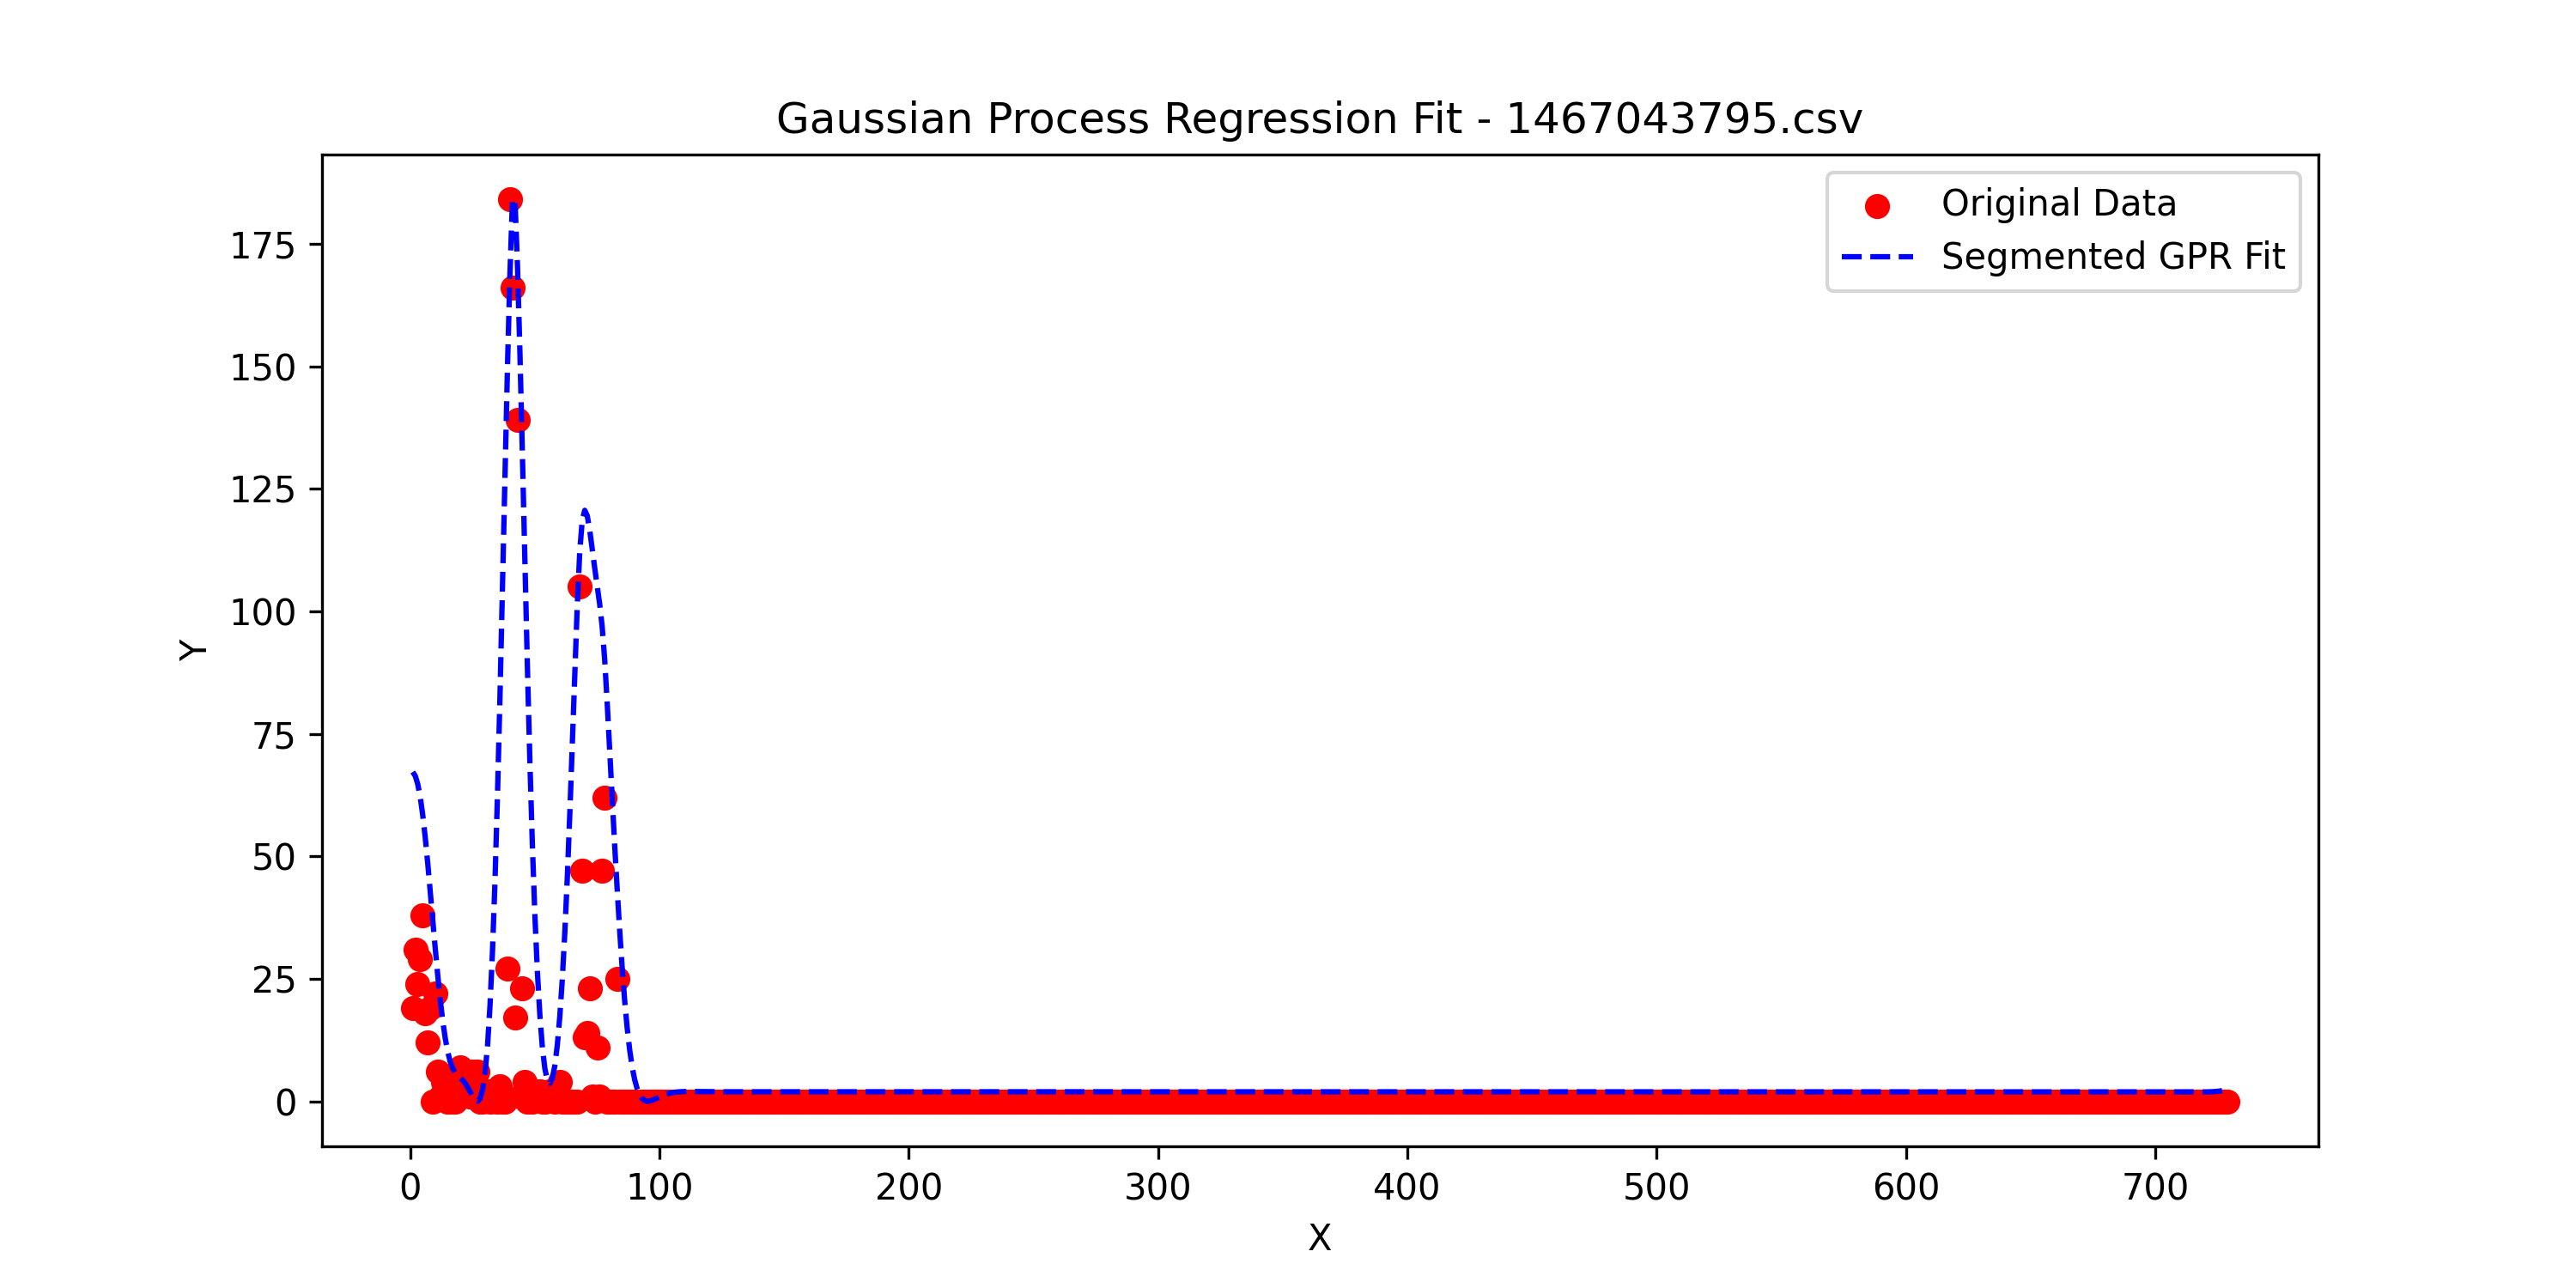 Gaussian Process Regression Fit - 1467043795.csv
Original Data
Segmented GPR Fit
175
150
125
100
75
50
25
0
Y
0 100 200 300 400 500 600 700
X